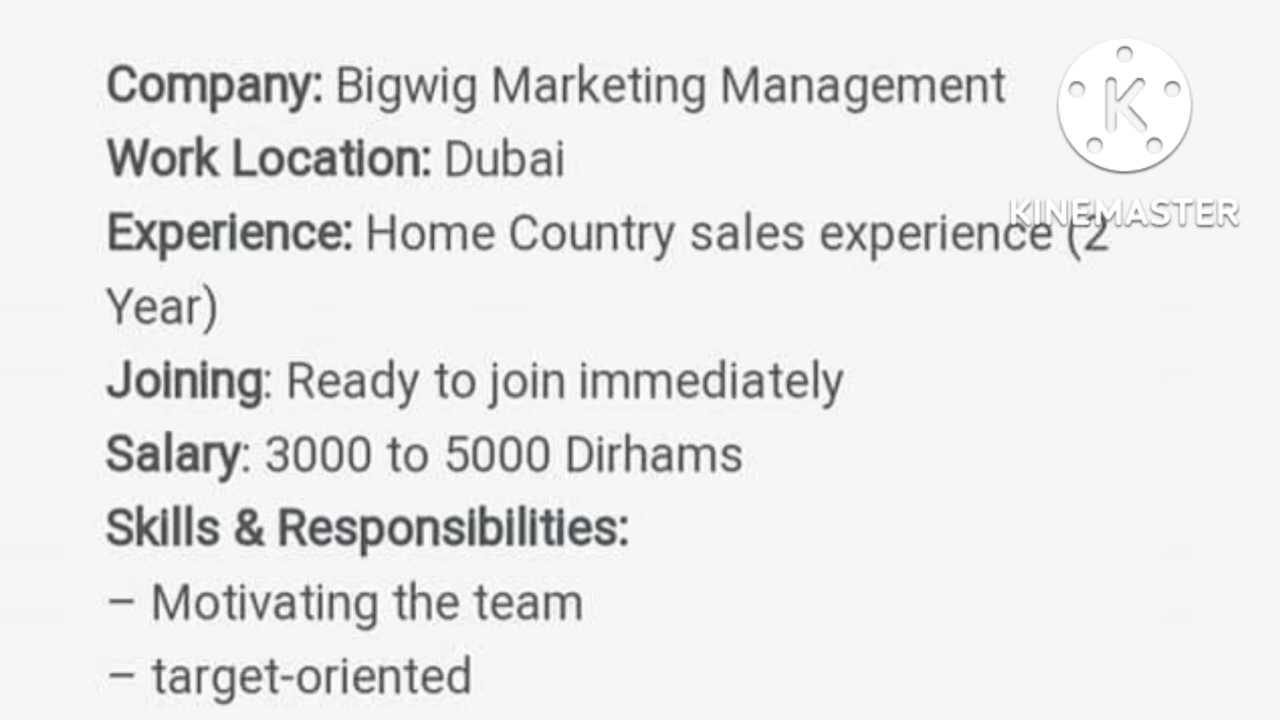 Company: Bigwig Marketing Management
Work Location: Dubai
Experience: Home Country sales experience (2
Year)
Joining: Ready to join immediately
Salary: 3000 to 5000 Dirhams
Skills & Responsibilities:
– Motivating the team
– target-oriented
K
KINEMASTER